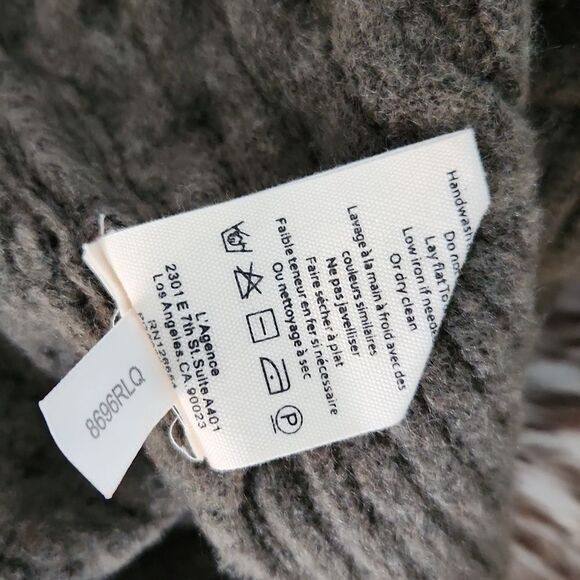 Handwash
Do no
Lay flat To
Low iron if neede
Or dry clean
Lavage à la main à froid avec des
couleurs similaires
Ne pas javelliser
Faire sécher à plat
Faible teneur en fer si nécessaire
Ou nettoyage à sec
P
L'Agence
2301 E 7th St. Suite A401
Los Angeles, CA 90023
8696RLQ